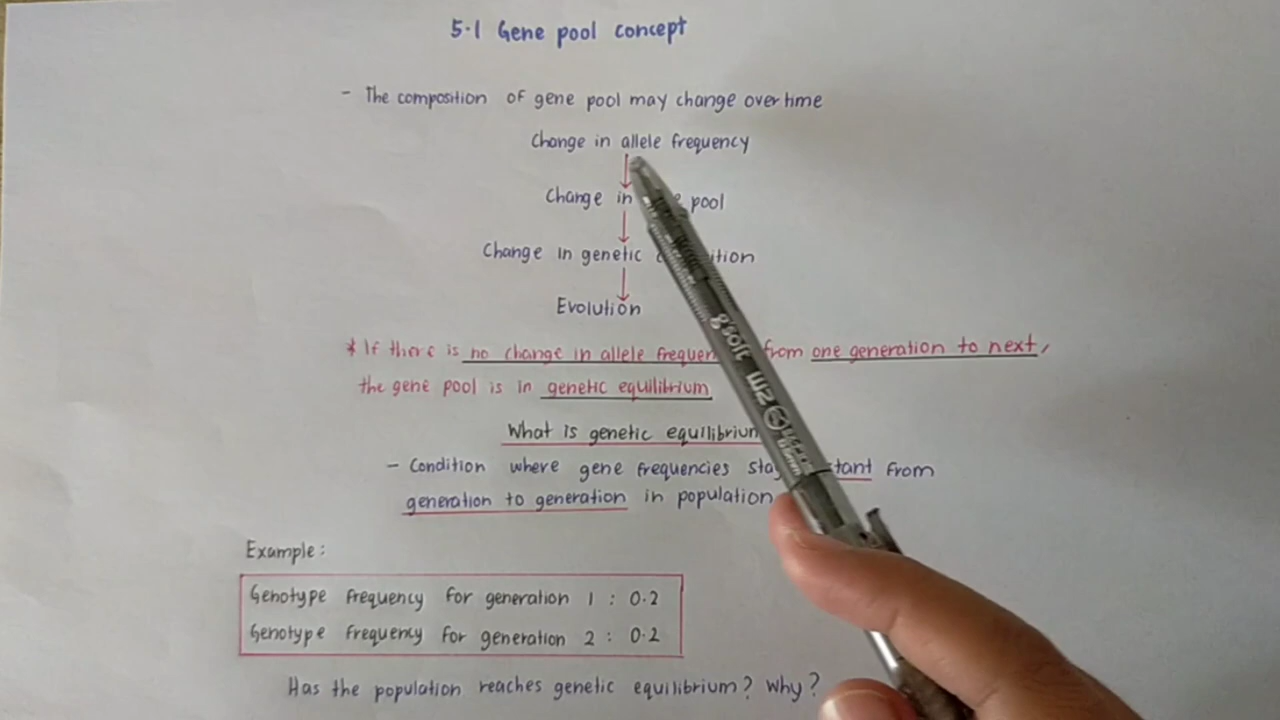 5.1 Gene pool concept
- The composition of gene pool may change over time
Change in allele frequency
Change in pool
Change in genetic
Evolution
* If there is no change in allele from one generation to next,
the gene pool is in genetic equilibrium
What is genetic
- Condition where gene frequencies from
generation to generation in population
Example:
Genotype frequency for generation 1 : 0.2
Genotype frequency for generation 2 : 0.2
Has the population reaches genetic equilibrium? Why?
g'soft W2